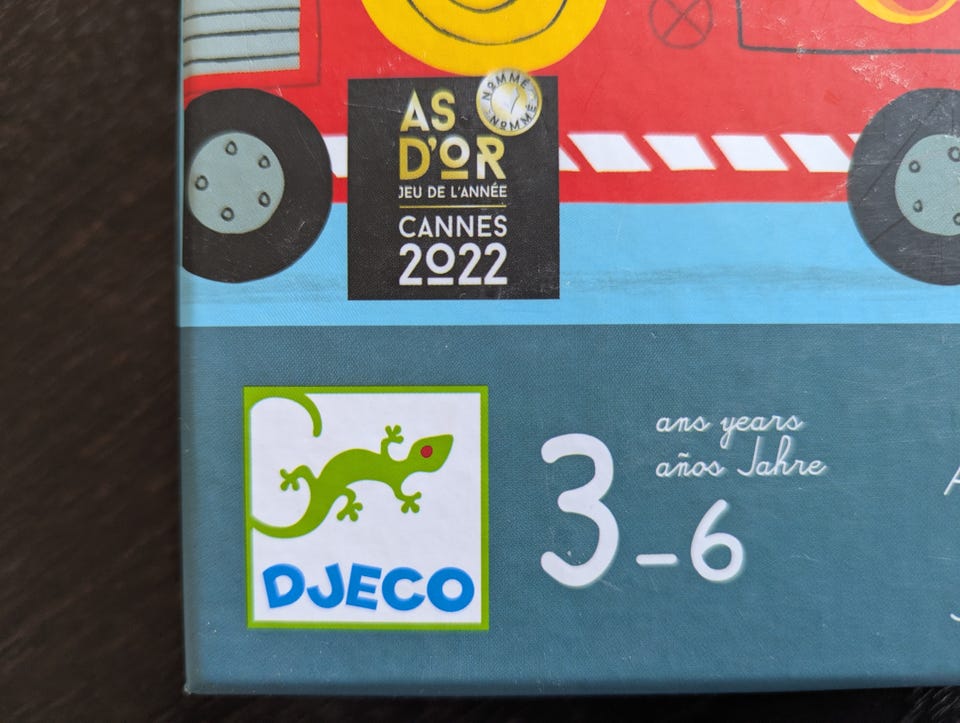 AS
NOMMÉ
NOMMÉ
D'OR
JEU DE L'ANNÉE
CANNES
2022
ans years
años Jahre
3-6
DJECO